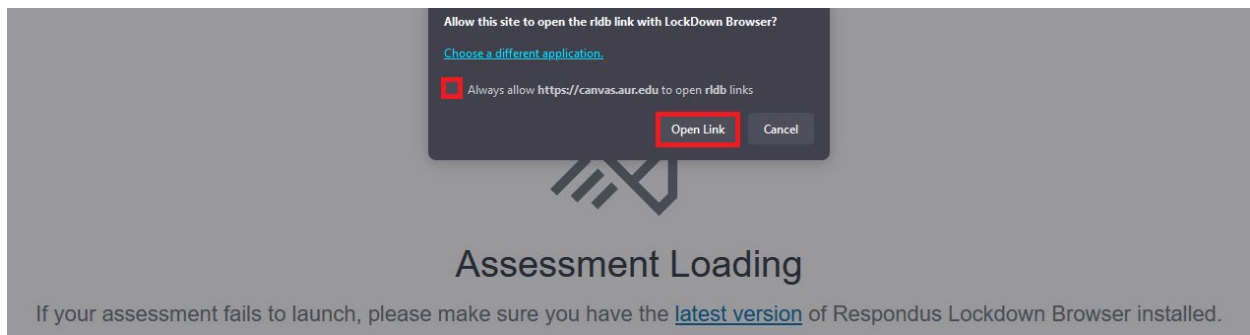 Allow this site to open the rldb link with LockDown Browser?
Choose a different application.
Always allow https://canvas.aur.edu to open rldb links
Open Link Cancel
Assessment Loading
If your assessment fails to launch, please make sure you have the latest version of Respondus Lockdown Browser installed.